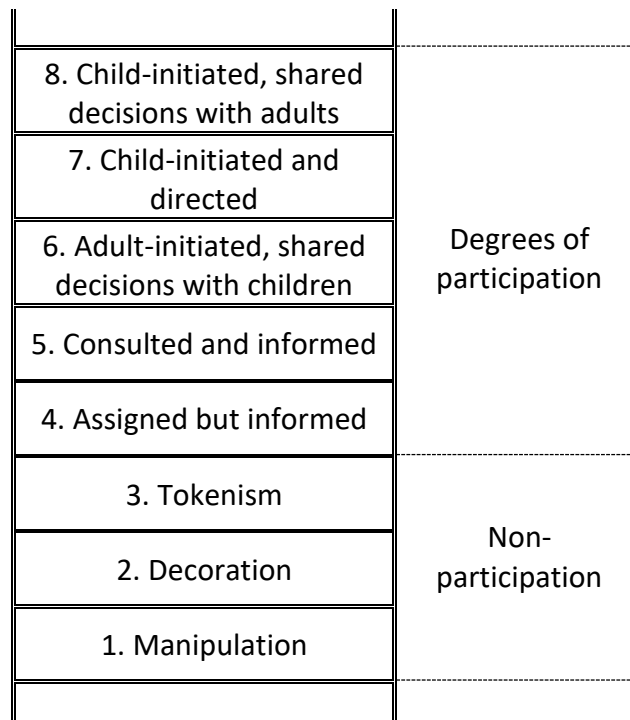 8. Child-initiated, shared
decisions with adults
7. Child-initiated and
directed
6. Adult-initiated, shared
decisions with children
5. Consulted and informed
4. Assigned but informed
Degrees of
participation
3. Tokenism
2. Decoration
1. Manipulation
Non-
participation